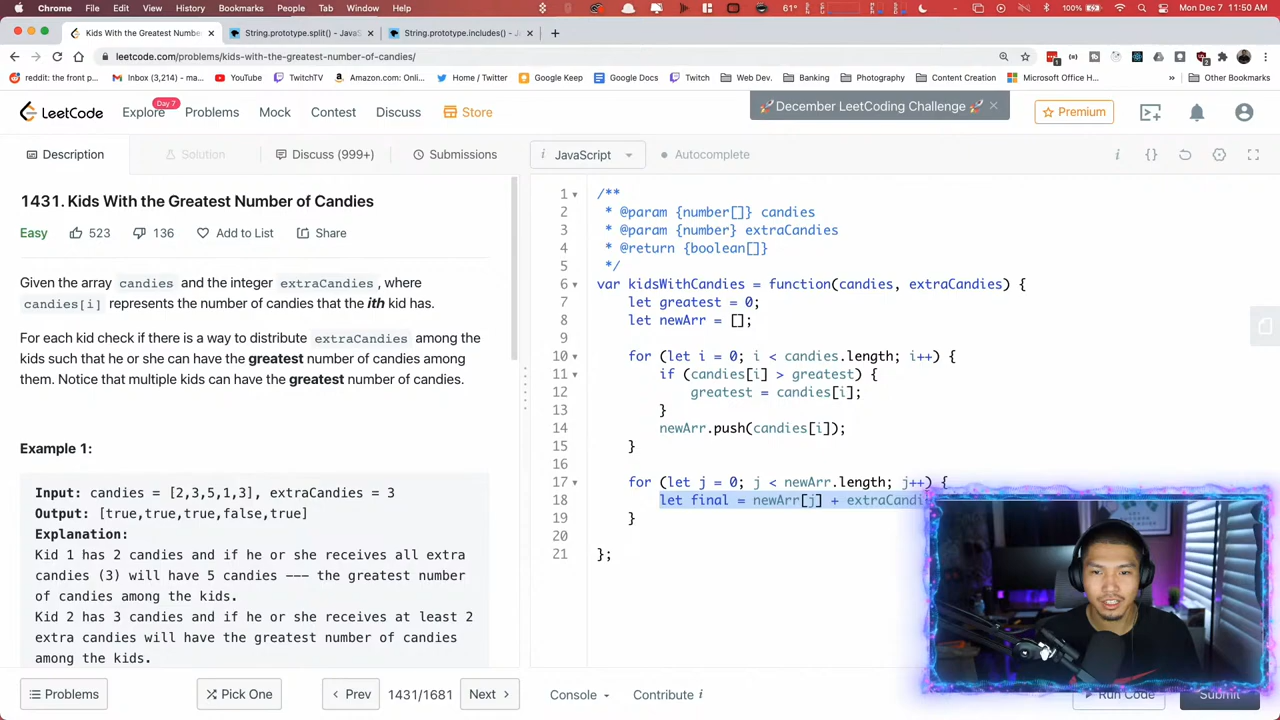 Chrome File Edit View History Bookmarks People Tab Window Help
100% Mon Dec 7 11:50 AM
Kids With the Greatest Numbe
String.prototype.split() - JavaS
String.prototype.includes() - J
leetcode.com/problems/kids-with-the-greatest-number-of-candies/
reddit: the front p...
Inbox (3,214) - ma...
YouTube
TwitchTV
Amazon.com: Onli...
Home / Twitter
Google Keep
Google Docs
Twitch
Web Dev.
Banking
Photography
Content Creation
Microsoft Office H...
»
Other Bookmarks
LeetCode
Explore
Day 7
Problems
Mock
Contest
Discuss
Store
🚀 December LeetCoding Challenge 🚀
Premium
Description
Solution
Discuss (999+)
Submissions
JavaScript
Autocomplete
1431. Kids With the Greatest Number of Candies
Easy 523 136 Add to List Share
Given the array candies and the integer extraCandies, where
candies[i] represents the number of candies that the ith kid has.
For each kid check if there is a way to distribute extraCandies among the
kids such that he or she can have the greatest number of candies among
them. Notice that multiple kids can have the greatest number of candies.
Example 1:
Input: candies = [2,3,5,1,3], extraCandies = 3
Output: [true,true,true,false,true]
Explanation:
Kid 1 has 2 candies and if he or she receives all extra
candies (3) will have 5 candies --- the greatest number
of candies among the kids.
Kid 2 has 3 candies and if he or she receives at least 2
extra candies will have the greatest number of candies
among the kids.
1 /**
2 * @param {number[]} candies
3 * @param {number} extraCandies
4 * @return {boolean[]}
5 */
6 var kidsWithCandies = function(candies, extraCandies) {
7 let greatest = 0;
8 let newArr = [];
9
10 for (let i = 0; i < candies.length; i++) {
11 if (candies[i] > greatest) {
12 greatest = candies[i];
13 }
14 newArr.push(candies[i]);
15 }
16
17 for (let j = 0; j < newArr.length; j++) {
18 let final = newArr[j] + extraCandi
19 }
20
21 };
Problems
Pick One
Prev
1431/1681
Next
Console
Contribute
Run Code
Submit